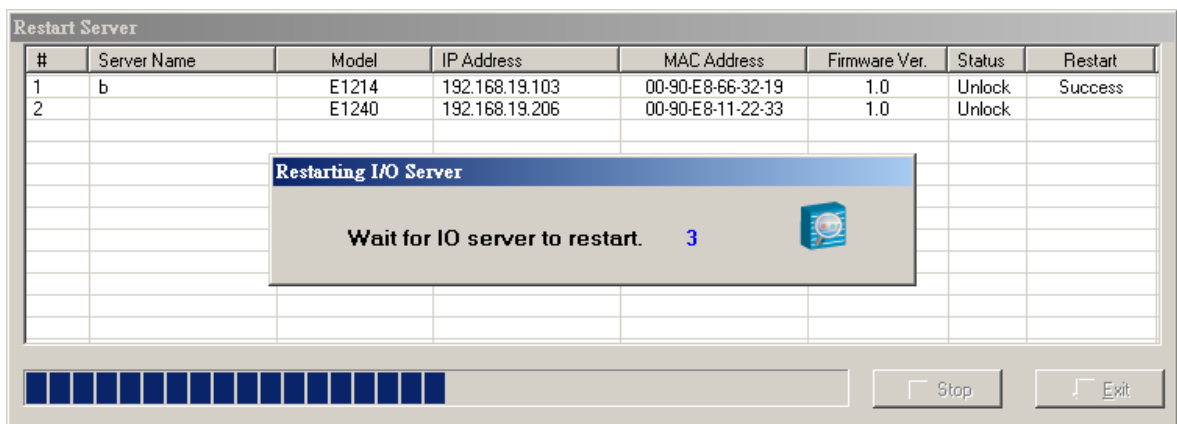 Restart Server
# Server Name Model IP Address MAC Address Firmware Ver. Status Restart
1 b E1214 192.168.19.103 00-90-E8-66-32-19 1.0 Unlock Success
2 E1240 192.168.19.206 00-90-E8-11-22-33 1.0 Unlock
Restarting I/O Server
Wait for IO server to restart. 3
Stop Exit